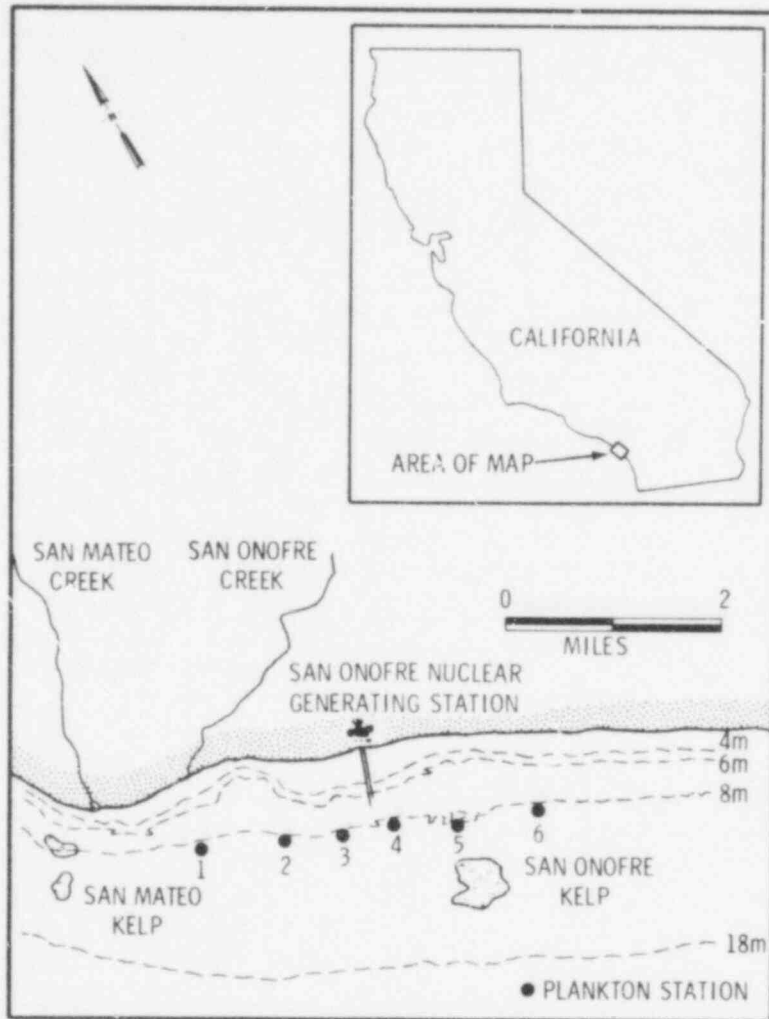 CALIFORNIA
AREA OF MAP
SAN MATEO
CREEK
SAN ONOFRE
CREEK
0 2
MILES
SAN ONOFRE NUCLEAR
GENERATING STATION
4m
6m
8m
1 2 3 4 5 6
SAN MATEO
KELP
SAN ONOFRE
KELP
18m
PLANKTON STATION